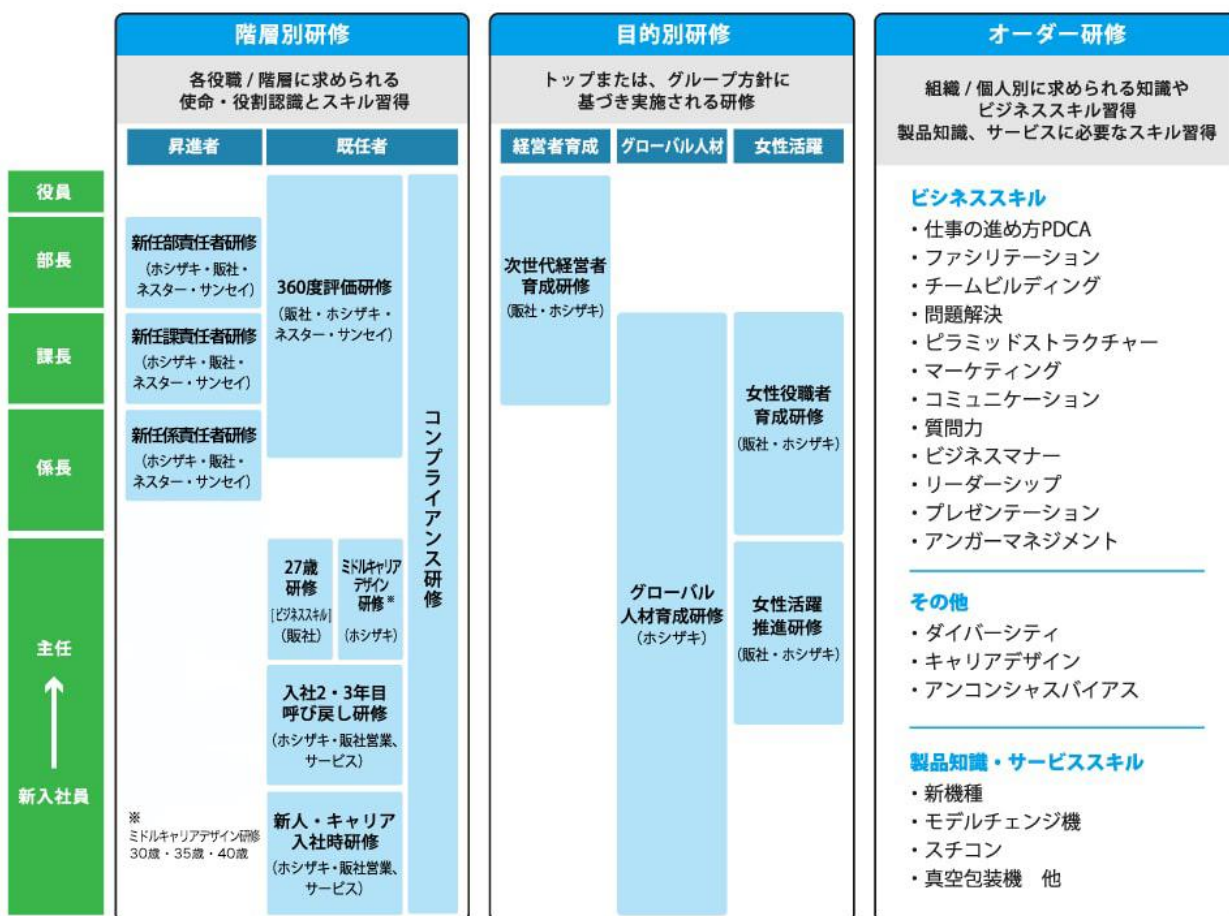 階層別研修
各役職 / 階層に求められる
使命・役割認識とスキル習得
昇進者
既任者
役員
部長
課長
係長
主任
新入社員
新任部責任者研修
(ホシザキ・販社・
ネスター・サンセイ)
新任課責任者研修
(ホシザキ・販社・
ネスター・サンセイ)
新任係責任者研修
(ホシザキ・販社・
ネスター・サンセイ)
※
ミドルキャリアデザイン研修
30歳・35歳・40歳
360度評価研修
(販社・ホシザキ・
ネスター・サンセイ)
27歳
研修
[ビジネススキル]
(販社)
ミドルキャリア
デザイン
研修※
(ホシザキ)
入社2・3年目
呼び戻し研修
(ホシザキ・販社営業、
サービス)
新人・キャリア
入社時研修
(ホシザキ・販社営業、
サービス)
コンプライアンス研修
目的別研修
トップまたは、グループ方針に
基づき実施される研修
経営者育成
グローバル人材
女性活躍
次世代経営者
育成研修
(販社・ホシザキ)
グローバル
人材育成研修
(ホシザキ)
女性役職者
育成研修
(販社・ホシザキ)
女性活躍
推進研修
(販社・ホシザキ)
オーダー研修
組織 / 個人別に求められる知識や
ビジネススキル習得
製品知識、サービスに必要なスキル習得
ビシネススキル
・仕事の進め方PDCA
・ファシリテーション
・チームビルディング
・問題解決
・ピラミッドストラクチャー
・マーケティング
・コミュニケーション
・質問力
・ビジネスマナー
・リーダーシップ
・プレゼンテーション
・アンガーマネジメント
その他
・ダイバーシティ
・キャリアデザイン
・アンコンシャスバイアス
製品知識・サービススキル
・新機種
・モデルチェンジ機
・スチコン
・真空包装機　他